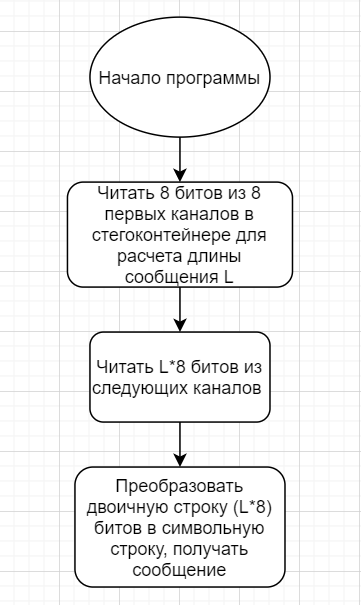 Начало программы
Читать 8 битов из 8
первых каналов в
стегоконтейнере для
расчета длины
сообщения L
Читать L*8 битов из
следующих каналов
Преобразовать
двоичную строку (L*8)
битов в символьную
строку, получать
сообщение